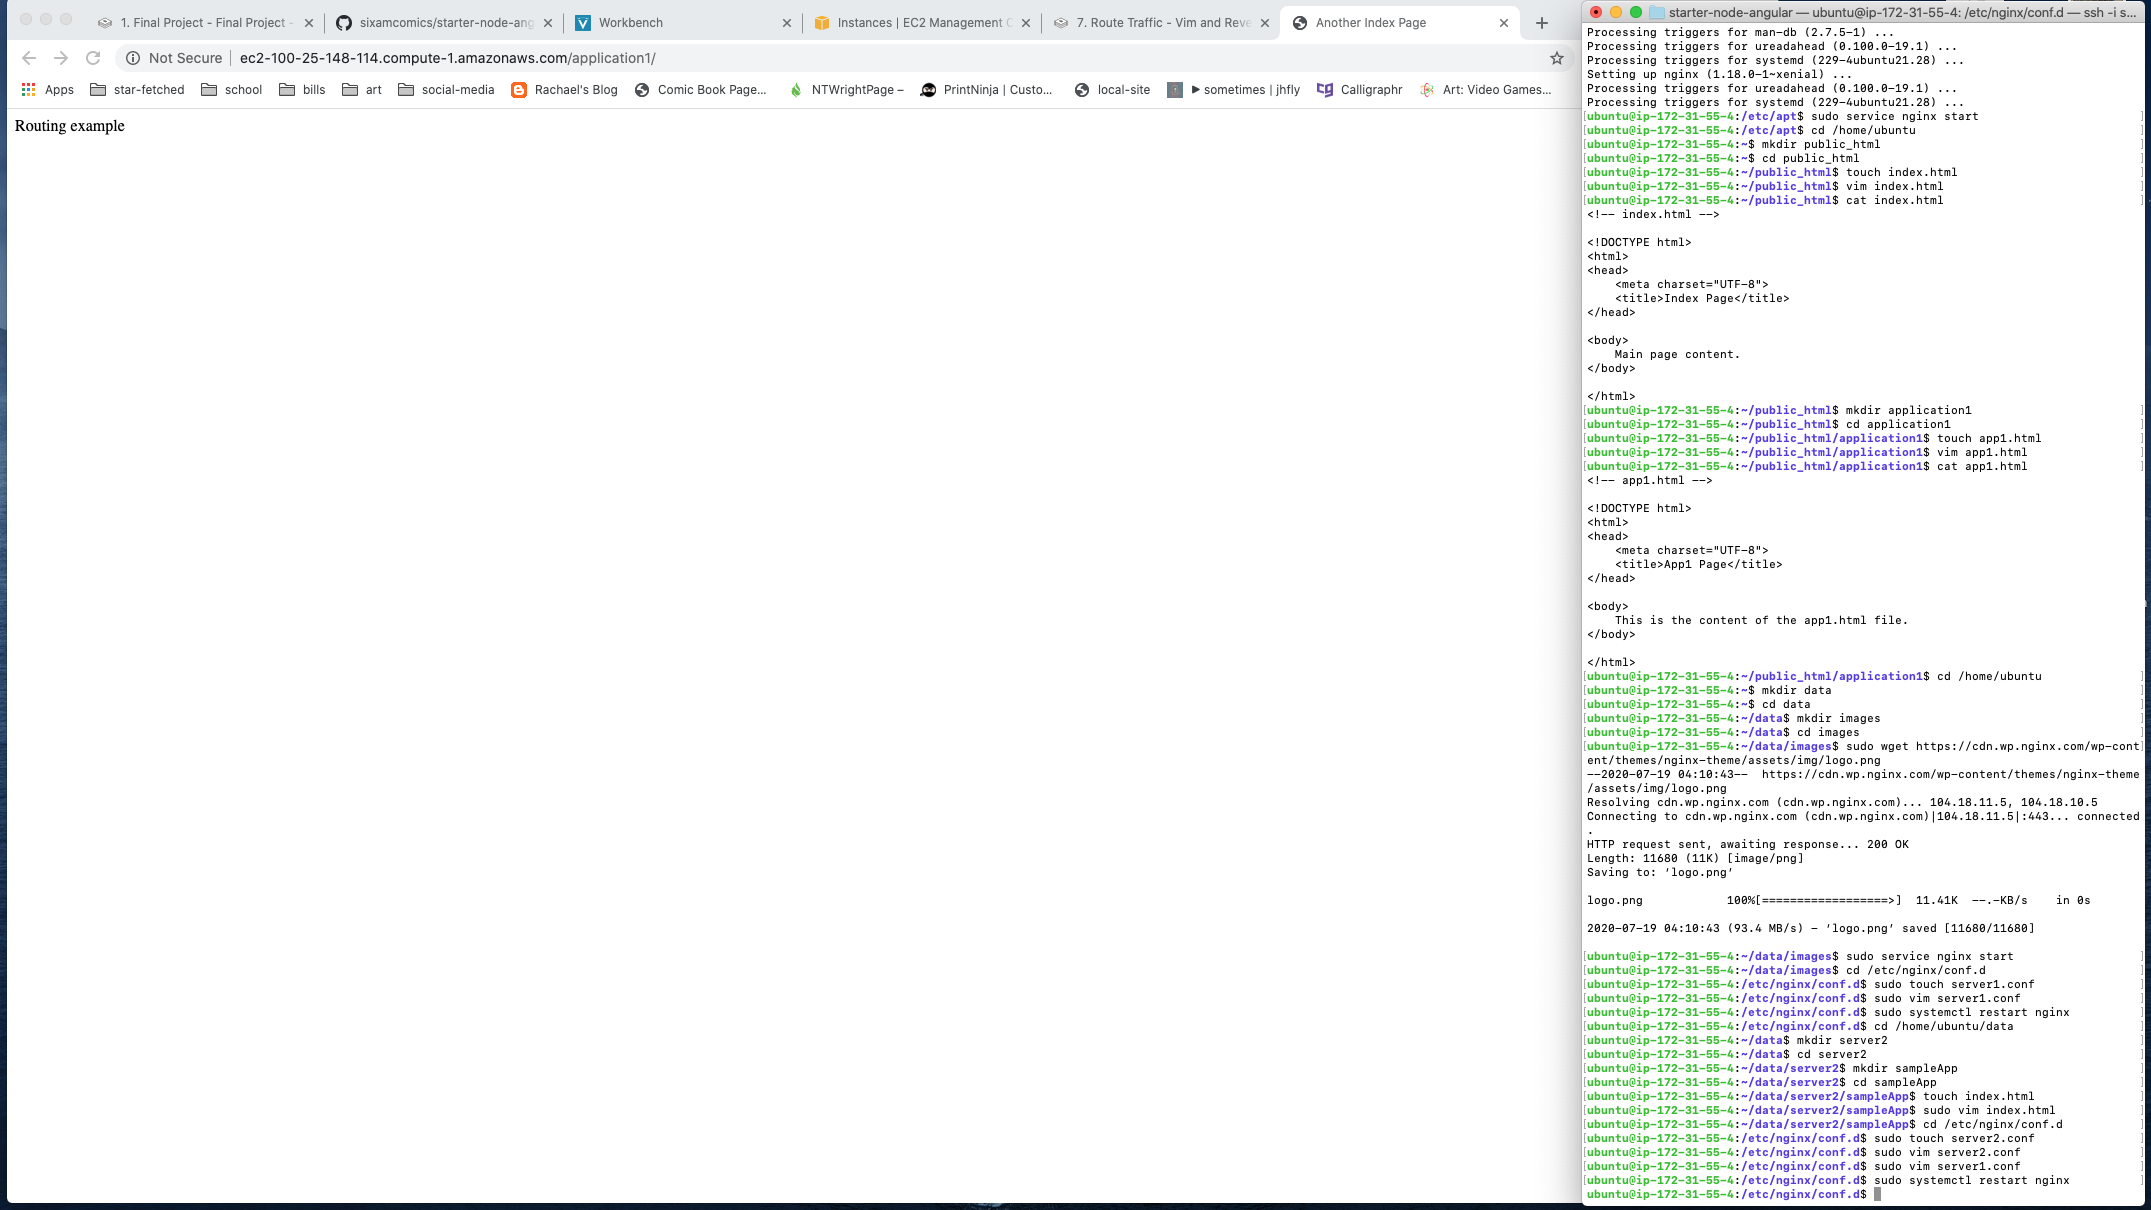 1. Final Project - Final Project -
sixamcomics/starter-node-ang
Workbench
Instances | EC2 Management C
7. Route Traffic - Vim and Reve
Another Index Page
Not Secure
ec2-100-25-148-114.compute-1.amazonaws.com/application1/
Apps
star-fetched
school
bills
art
social-media
Rachael's Blog
Comic Book Page...
NTWrightPage –
PrintNinja | Custo...
local-site
▶ sometimes | jhfly
Calligraphr
Art: Video Games...
Routing example
starter-node-angular — ubuntu@ip-172-31-55-4: /etc/nginx/conf.d — ssh -i s...
Processing triggers for man-db (2.7.5-1) ...
Processing triggers for ureadahead (0.100.0-19.1) ...
Processing triggers for systemd (229-4ubuntu21.28) ...
Setting up nginx (1.18.0-1~xenial) ...
Processing triggers for ureadahead (0.100.0-19.1) ...
Processing triggers for systemd (229-4ubuntu21.28) ...
[ubuntu@ip-172-31-55-4:/etc/apt$ sudo service nginx start ]
[ubuntu@ip-172-31-55-4:/etc/apt$ cd /home/ubuntu ]
[ubuntu@ip-172-31-55-4:~$ mkdir public_html ]
[ubuntu@ip-172-31-55-4:~$ cd public_html ]
[ubuntu@ip-172-31-55-4:~/public_html$ touch index.html ]
[ubuntu@ip-172-31-55-4:~/public_html$ vim index.html ]
[ubuntu@ip-172-31-55-4:~/public_html$ cat index.html ]
<!-- index.html -->
<!DOCTYPE html>
<html>
<head>
<meta charset="UTF-8">
<title>Index Page</title>
</head>
<body>
Main page content.
</body>
</html>
[ubuntu@ip-172-31-55-4:~/public_html$ mkdir application1 ]
[ubuntu@ip-172-31-55-4:~/public_html$ cd application1 ]
[ubuntu@ip-172-31-55-4:~/public_html/application1$ touch app1.html ]
[ubuntu@ip-172-31-55-4:~/public_html/application1$ vim app1.html ]
[ubuntu@ip-172-31-55-4:~/public_html/application1$ cat app1.html ]
<!-- app1.html -->
<!DOCTYPE html>
<html>
<head>
<meta charset="UTF-8">
<title>App1 Page</title>
</head>
<body>
This is the content of the app1.html file.
</body>
</html>
[ubuntu@ip-172-31-55-4:~/public_html/application1$ cd /home/ubuntu ]
[ubuntu@ip-172-31-55-4:~$ mkdir data ]
[ubuntu@ip-172-31-55-4:~$ cd data ]
[ubuntu@ip-172-31-55-4:~/data$ mkdir images ]
[ubuntu@ip-172-31-55-4:~/data$ cd images ]
[ubuntu@ip-172-31-55-4:~/data/images$ sudo wget https://cdn.wp.nginx.com/wp-cont]
ent/themes/nginx-theme/assets/img/logo.png
--2020-07-19 04:10:43--  https://cdn.wp.nginx.com/wp-content/themes/nginx-theme
/assets/img/logo.png
Resolving cdn.wp.nginx.com (cdn.wp.nginx.com)... 104.18.11.5, 104.18.10.5
Connecting to cdn.wp.nginx.com (cdn.wp.nginx.com)|104.18.11.5|:443... connected
.
HTTP request sent, awaiting response... 200 OK
Length: 11680 (11K) [image/png]
Saving to: ‘logo.png’
logo.png 100%[==================>] 11.41K --.-KB/s in 0s
2020-07-19 04:10:43 (93.4 MB/s) - ‘logo.png’ saved [11680/11680]
[ubuntu@ip-172-31-55-4:~/data/images$ sudo service nginx start ]
[ubuntu@ip-172-31-55-4:~/data/images$ cd /etc/nginx/conf.d ]
[ubuntu@ip-172-31-55-4:/etc/nginx/conf.d$ sudo touch server1.conf ]
[ubuntu@ip-172-31-55-4:/etc/nginx/conf.d$ sudo vim server1.conf ]
[ubuntu@ip-172-31-55-4:/etc/nginx/conf.d$ sudo systemctl restart nginx ]
[ubuntu@ip-172-31-55-4:/etc/nginx/conf.d$ cd /home/ubuntu/data ]
[ubuntu@ip-172-31-55-4:~/data$ mkdir server2 ]
[ubuntu@ip-172-31-55-4:~/data$ cd server2 ]
[ubuntu@ip-172-31-55-4:~/data/server2$ mkdir sampleApp ]
[ubuntu@ip-172-31-55-4:~/data/server2$ cd sampleApp ]
[ubuntu@ip-172-31-55-4:~/data/server2/sampleApp$ touch index.html ]
[ubuntu@ip-172-31-55-4:~/data/server2/sampleApp$ sudo vim index.html ]
[ubuntu@ip-172-31-55-4:~/data/server2/sampleApp$ cd /etc/nginx/conf.d ]
[ubuntu@ip-172-31-55-4:/etc/nginx/conf.d$ sudo touch server2.conf ]
[ubuntu@ip-172-31-55-4:/etc/nginx/conf.d$ sudo vim server2.conf ]
[ubuntu@ip-172-31-55-4:/etc/nginx/conf.d$ sudo vim server1.conf ]
[ubuntu@ip-172-31-55-4:/etc/nginx/conf.d$ sudo systemctl restart nginx ]
ubuntu@ip-172-31-55-4:/etc/nginx/conf.d$